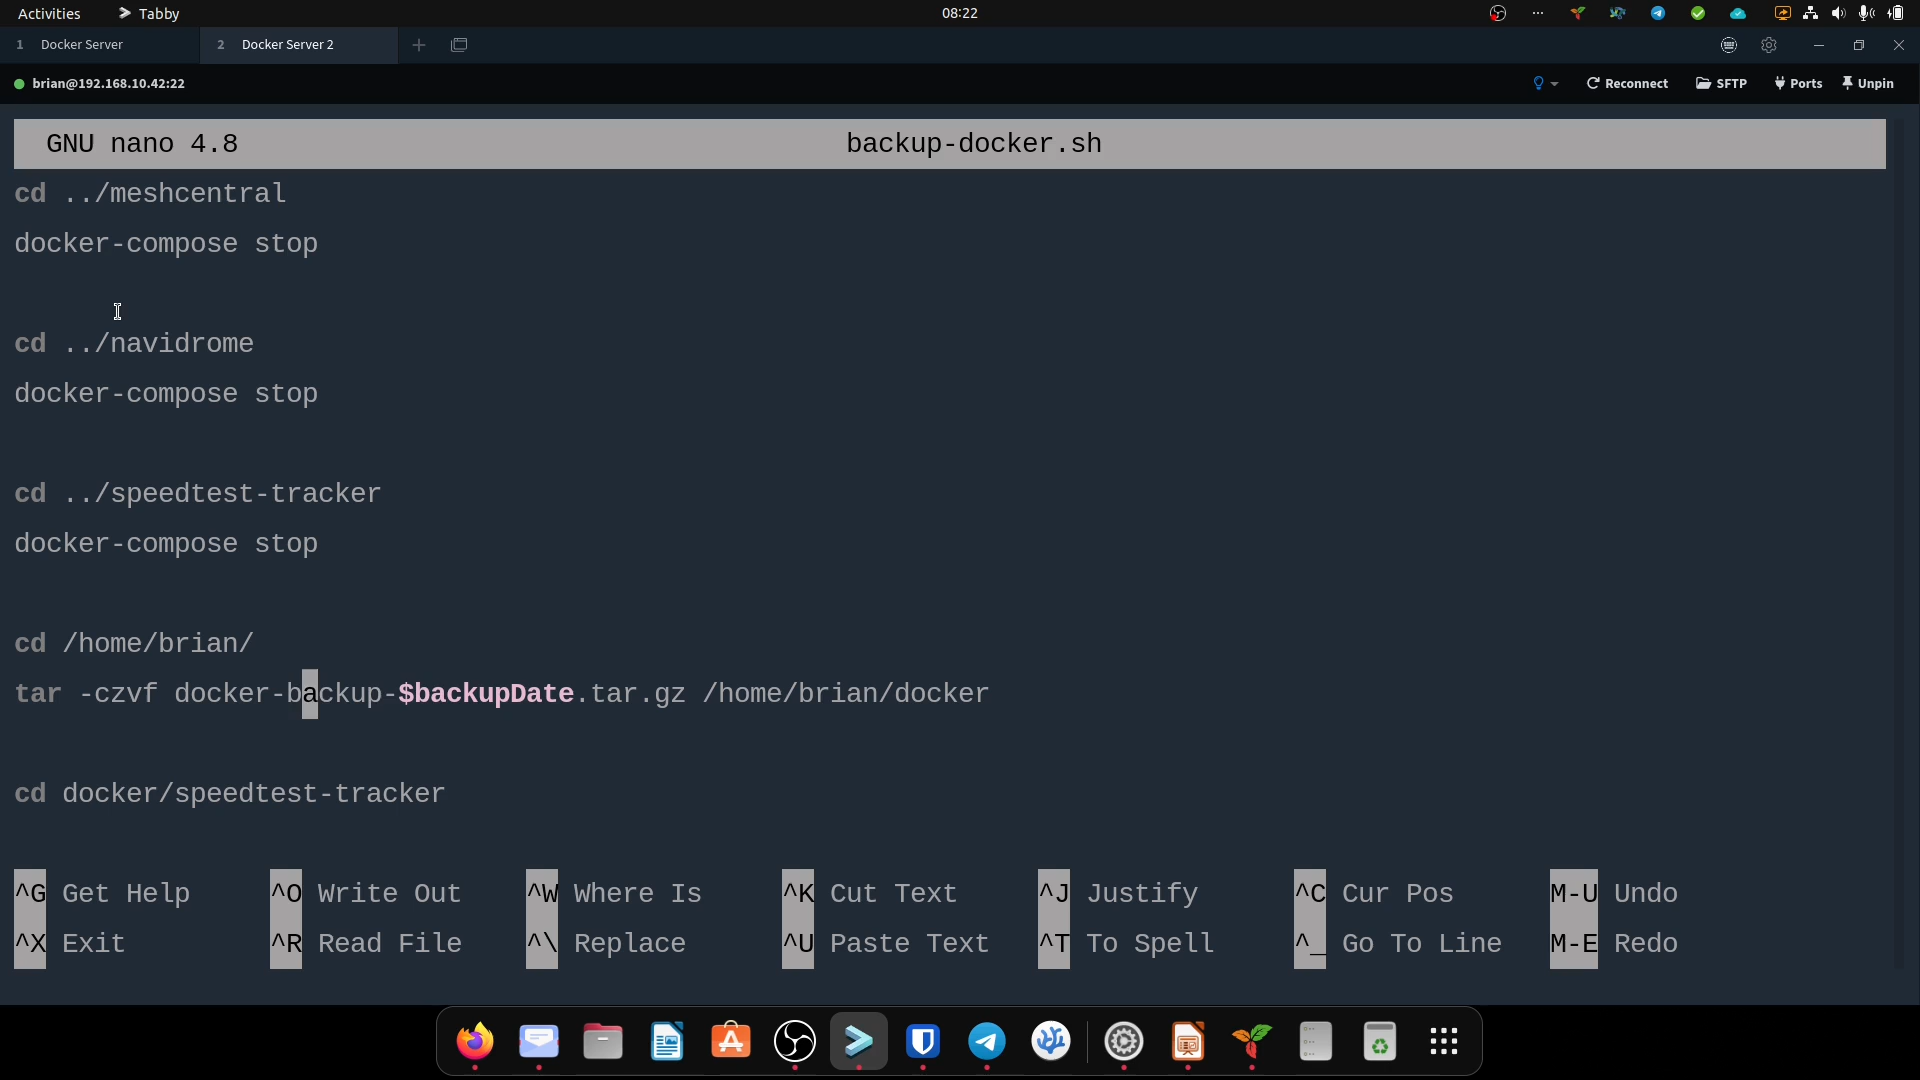 Activities
Tabby
08:22
1 Docker Server
2 Docker Server 2
brian@192.168.10.42:22
Reconnect
SFTP
Ports
Unpin
GNU nano 4.8
backup-docker.sh
cd ../meshcentral
docker-compose stop
cd ../navidrome
docker-compose stop
cd ../speedtest-tracker
docker-compose stop
cd /home/brian/
tar -czvf docker-backup-$backupDate.tar.gz /home/brian/docker
cd docker/speedtest-tracker
^G Get Help ^O Write Out ^W Where Is ^K Cut Text ^J Justify ^C Cur Pos M-U Undo
^X Exit ^R Read File ^\ Replace ^U Paste Text ^T To Spell ^_ Go To Line M-E Redo